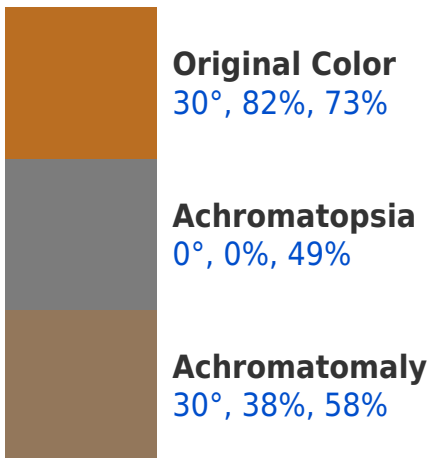 Original Color
30°, 82%, 73%
Achromatopsia
0°, 0%, 49%
Achromatomaly
30°, 38%, 58%